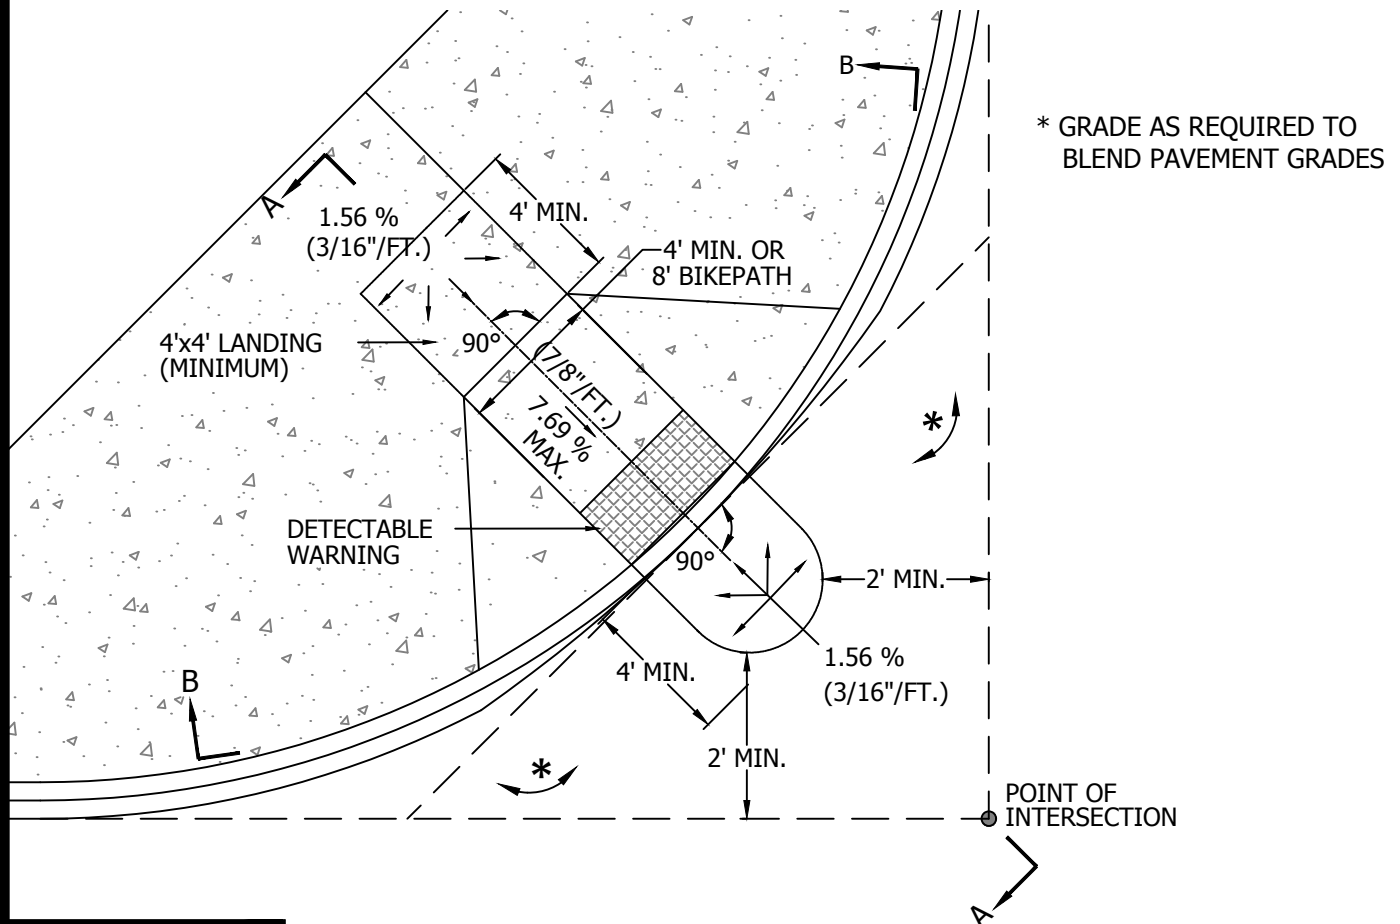 B
* GRADE AS REQUIRED TO
BLEND PAVEMENT GRADES
A
1.56 %
(3/16"/FT.)
4' MIN.
4' MIN. OR
8' BIKEPATH
4'x4' LANDING
(MINIMUM)
90°
(7/8"/FT.)
7.69 %
MAX.
*
DETECTABLE
WARNING
90°
2' MIN.
4' MIN.
1.56 %
(3/16"/FT.)
B
2' MIN.
*
POINT OF
INTERSECTION
A